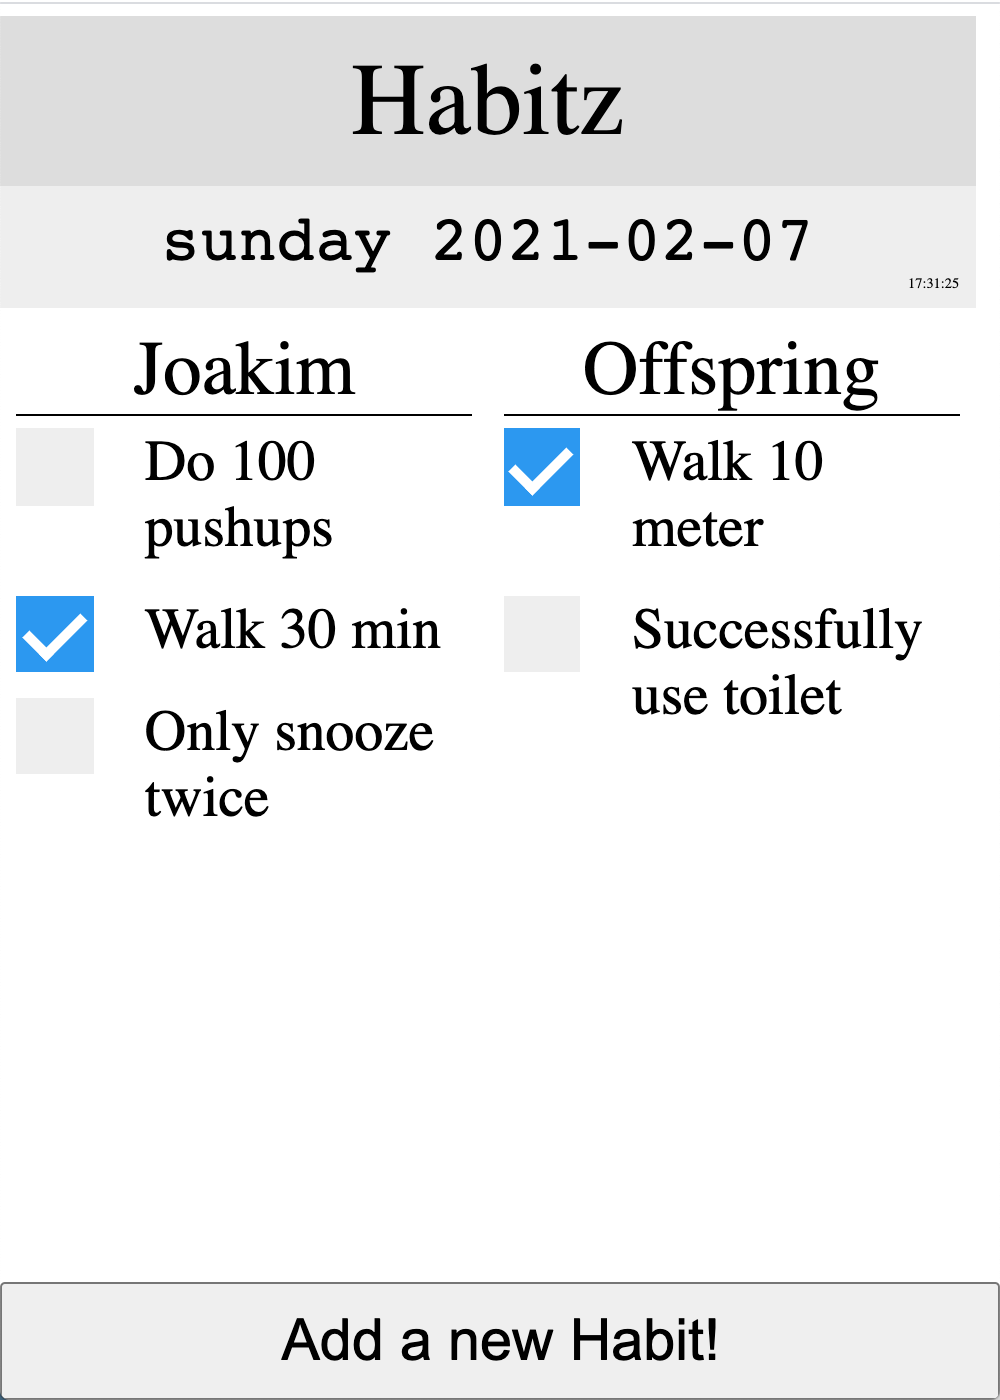 Habitz
sunday 2021-02-07
17:31:25
Joakim
Do 100
pushups
Walk 30 min
Only snooze
twice
Offspring
Walk 10
meter
Successfully
use toilet
Add a new Habit!